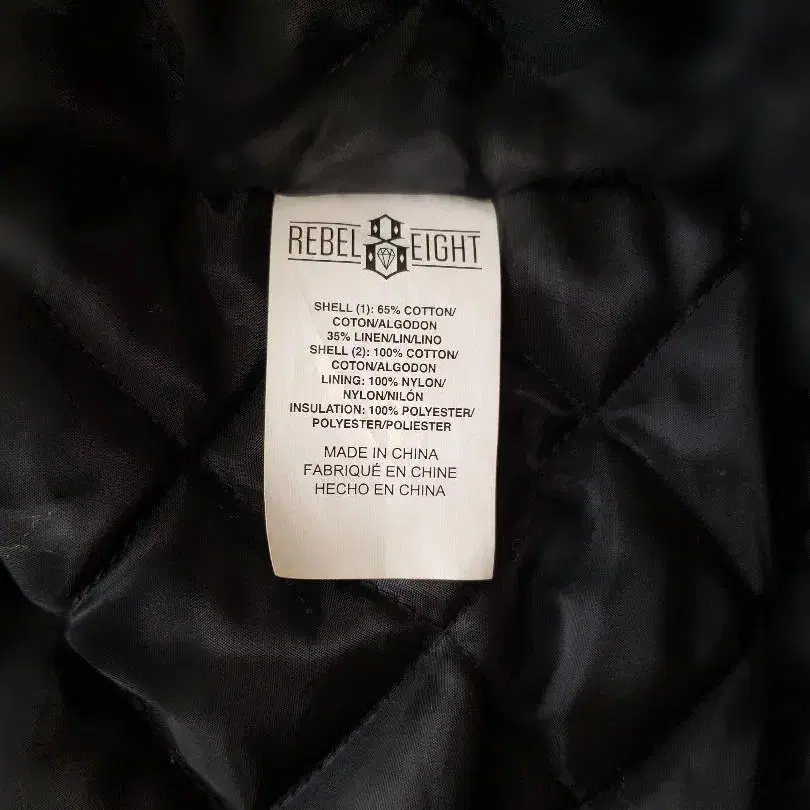 REBEL 8 EIGHT
SHELL (1): 65% COTTON/
COTON/ALGODON
35% LINEN/LIN/LINO
SHELL (2): 100% COTTON/
COTON/ALGODON
LINING: 100% NYLON/
NYLON/NILÓN
INSULATION: 100% POLYESTER/
POLYESTER/POLIESTER
MADE IN CHINA
FABRIQUÉ EN CHINE
HECHO EN CHINA